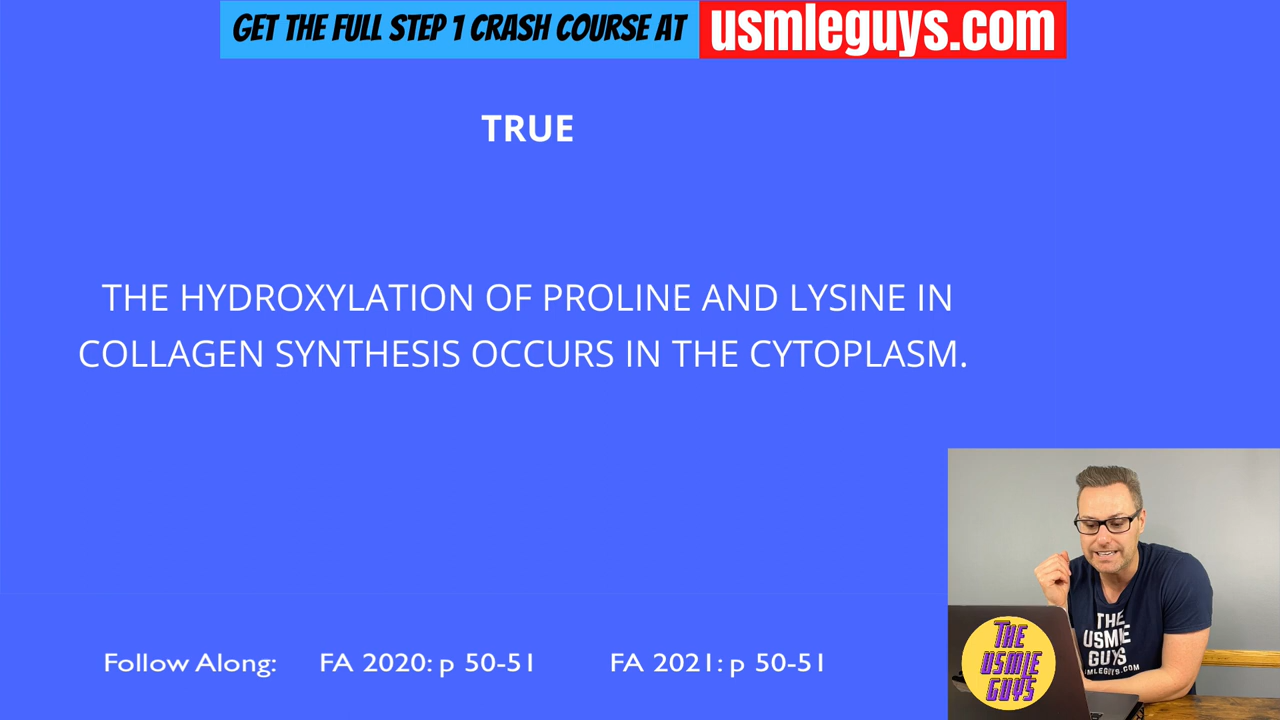 GET THE FULL STEP 1 CRASH COURSE AT usmleguys.com
TRUE
THE HYDROXYLATION OF PROLINE AND LYSINE IN
COLLAGEN SYNTHESIS OCCURS IN THE CYTOPLASM.
THE
USMLE
GUYS
MLEGUYS.COM
THE
USMLE
GUYS
Follow Along: FA 2020: p 50-51 FA 2021: p 50-51